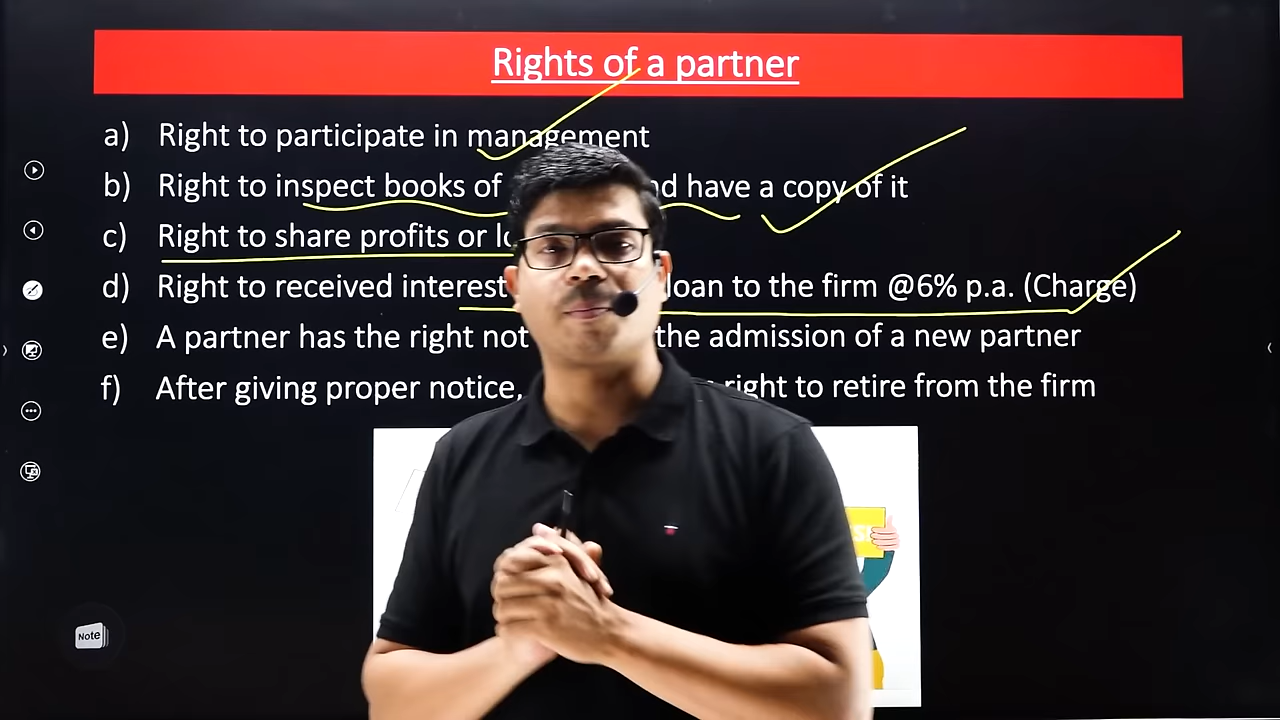 Rights of a partner
a) Right to participate in management
b) Right to inspect books of nd have a copy of it
c) Right to share profits or lo
d) Right to received interest loan to the firm @6% p.a. (Charge)
e) A partner has the right not the admission of a new partner
f) After giving proper notice, right to retire from the firm
Note